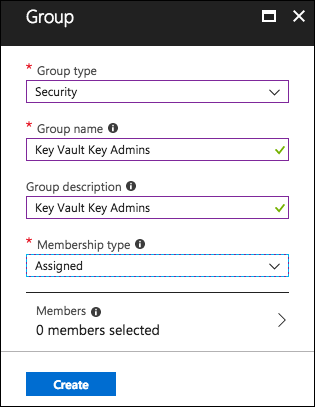 Group
* Group type
Security
* Group name
Key Vault Key Admins
Group description
Key Vault Key Admins
* Membership type
Assigned
Members
0 members selected
Create